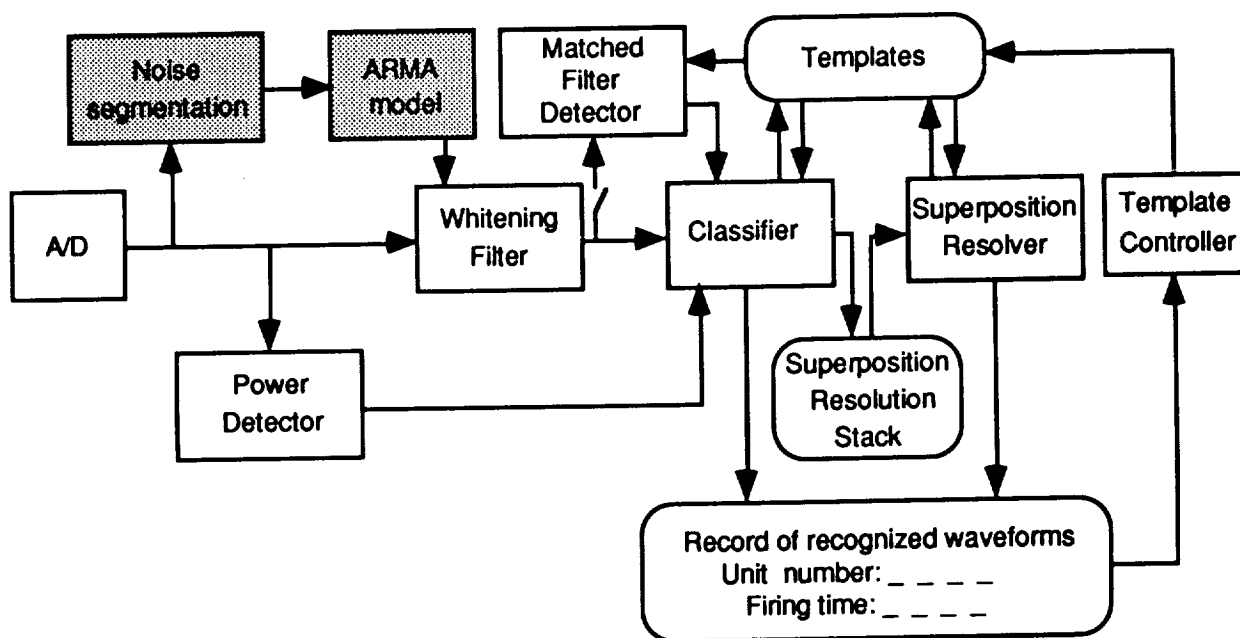 Noise
segmentation
ARMA
model
Matched
Filter
Detector
Templates
A/D
Whitening
Filter
Classifier
Superposition
Resolver
Template
Controller
Power
Detector
Superposition
Resolution
Stack
Record of recognized waveforms
Unit number: _ _ _ _
Firing time: _ _ _ _